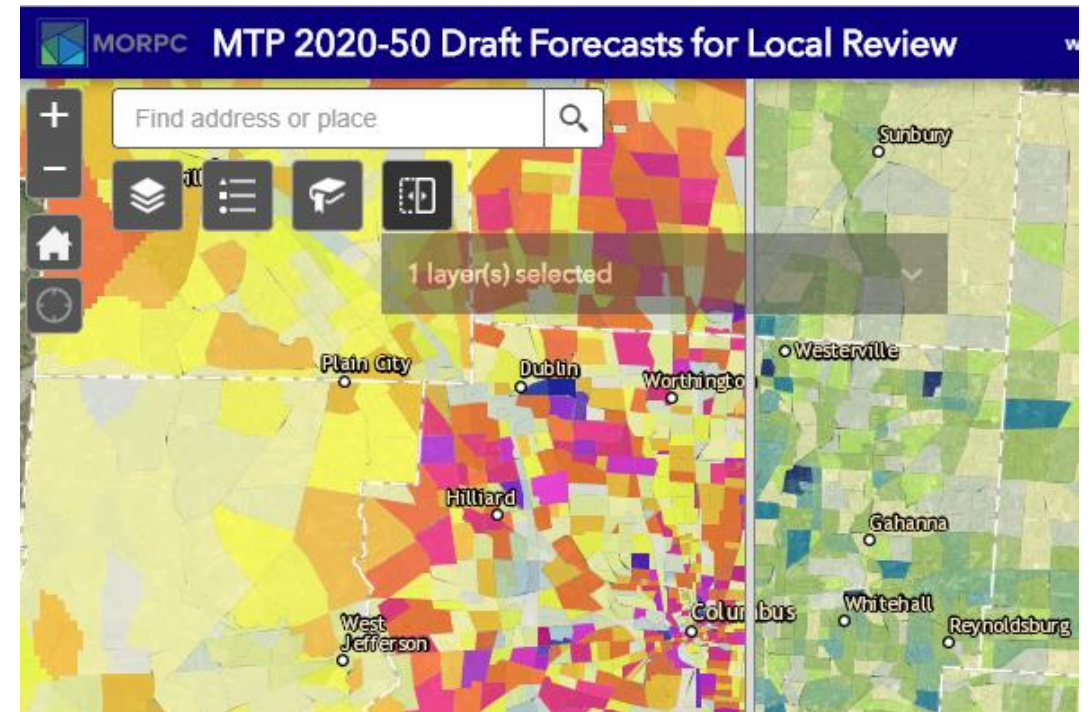 MORPC MTP 2020-50 Draft Forecasts for Local Review
Find address or place
Sunbury
1 layer(s) selected
Westerville
Plain City
Dublin
Worthingto
Hilliard
Gahanna
Columbus
Whitehall
Reynoldsburg
West
Jefferson